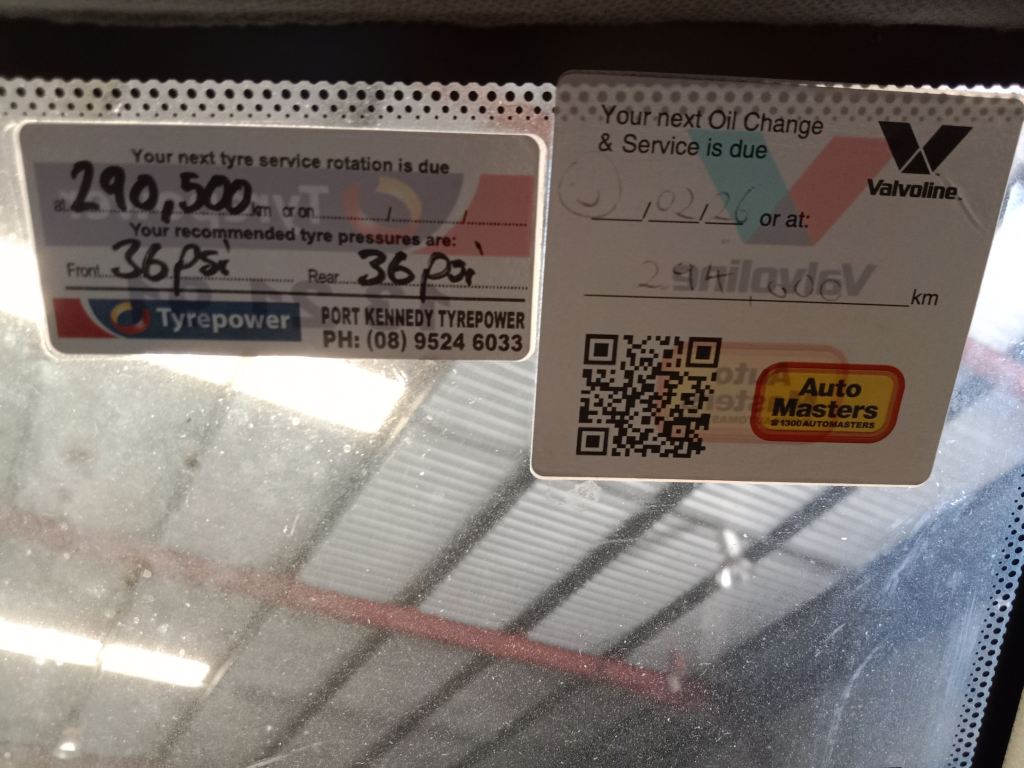 Your next tyre service rotation is due
at 290,500 km or on ....../....../......
Your recommended tyre pressures are:
Front 36psi Rear 36psi
Tyrepower
PORT KENNEDY TYREPOWER
PH: (08) 9524 6033
Your next Oil Change
& Service is due
/02/26 or at:
km
Valvoline
Auto
Masters
☎1300AUTOMASTERS